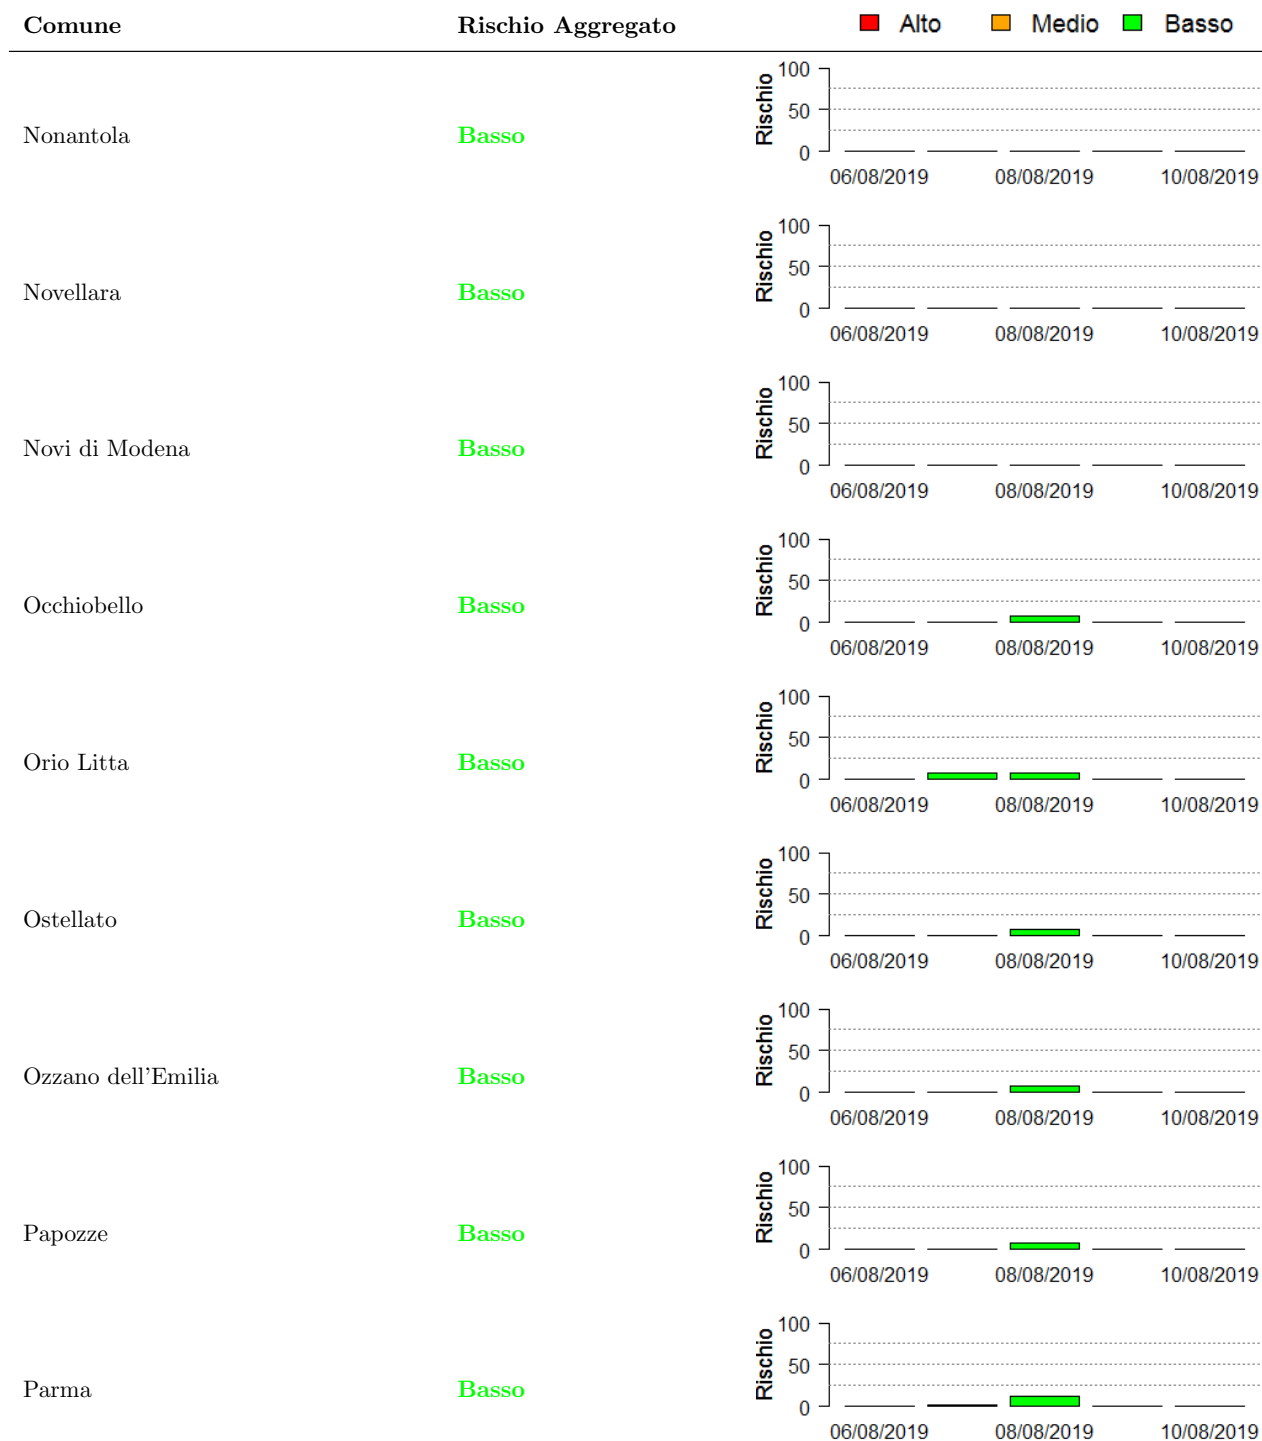 Comune Rischio Aggregato Alto Medio Basso
100
50
0
Rischio
Nonantola Basso
06/08/2019 08/08/2019 10/08/2019
100
50
0
Rischio
Novellara Basso
06/08/2019 08/08/2019 10/08/2019
100
50
0
Rischio
Novi di Modena Basso
06/08/2019 08/08/2019 10/08/2019
100
50
0
Rischio
Occhiobello Basso
06/08/2019 08/08/2019 10/08/2019
100
50
0
Rischio
Orio Litta Basso
06/08/2019 08/08/2019 10/08/2019
100
50
0
Rischio
Ostellato Basso
06/08/2019 08/08/2019 10/08/2019
100
50
0
Rischio
Ozzano dell'Emilia Basso
06/08/2019 08/08/2019 10/08/2019
100
50
0
Rischio
Papozze Basso
06/08/2019 08/08/2019 10/08/2019
100
50
0
Rischio
Parma Basso
06/08/2019 08/08/2019 10/08/2019